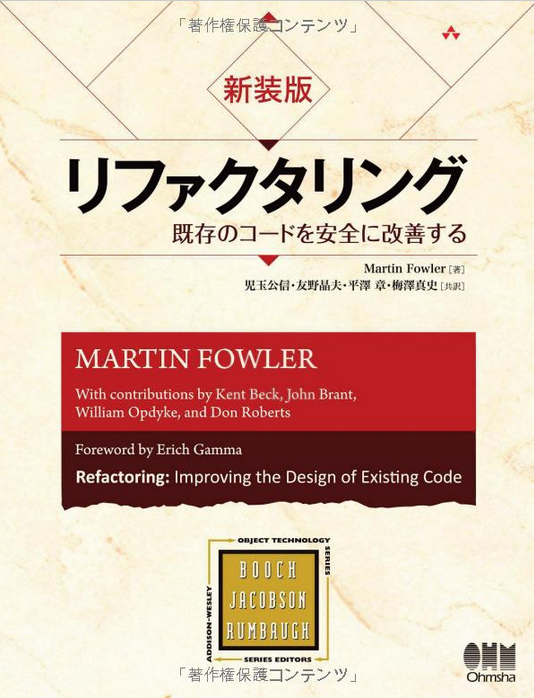 「著作権保護コンテンツ」
新装版
リファクタリング
既存のコードを安全に改善する
Martin Fowler [著]
児玉公信・友野晶夫・平澤 章・梅澤真史 [共訳]
MARTIN FOWLER
With contributions by Kent Beck, John Brant,
William Opdyke, and Don Roberts
Foreword by Erich Gamma
Refactoring: Improving the Design of Existing Code
OBJECT TECHNOLOGY
SERIES
ADDISON-WESLEY
BOOCH
JACOBSON
RUMBAUGH
SERIES EDITORS
OHM
Ohmsha
「著作権保護コンテンツ」